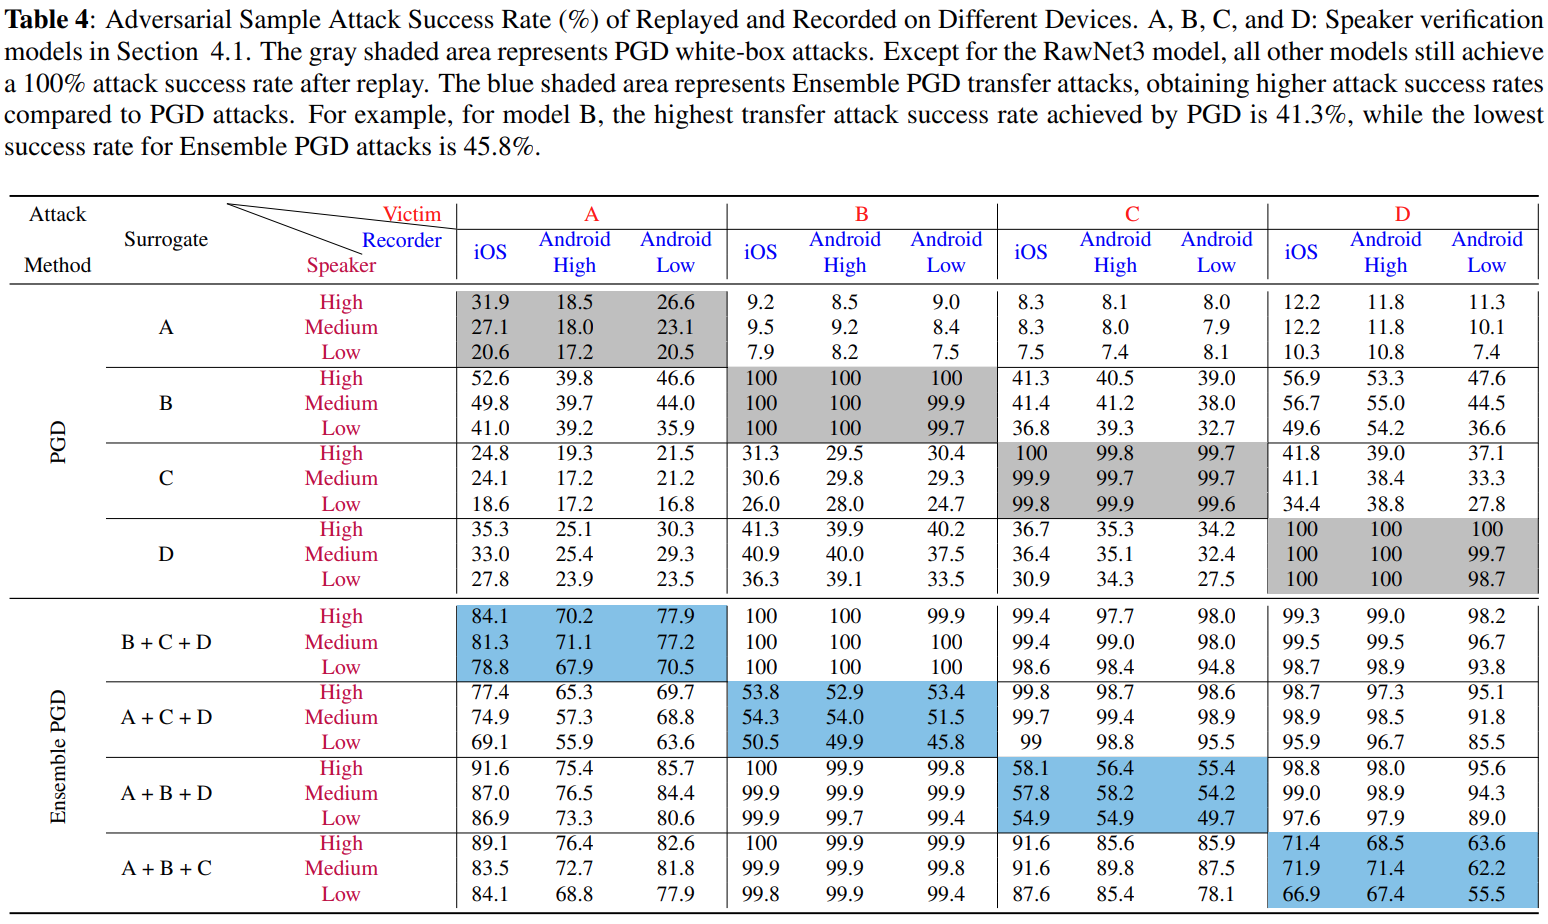 Table 4: Adversarial Sample Attack Success Rate (%) of Replayed and Recorded on Different Devices. A, B, C, and D: Speaker verification
models in Section 4.1. The gray shaded area represents PGD white-box attacks. Except for the RawNet3 model, all other models still achieve
a 100% attack success rate after replay. The blue shaded area represents Ensemble PGD transfer attacks, obtaining higher attack success rates
compared to PGD attacks. For example, for model B, the highest transfer attack success rate achieved by PGD is 41.3%, while the lowest
success rate for Ensemble PGD attacks is 45.8%.
Attack Victim A B C D
Surrogate Recorder iOS Android Android iOS Android Android iOS Android Android iOS Android Android
Method Speaker High Low High Low High Low High Low
PGD
High 31.9 18.5 26.6 9.2 8.5 9.0 8.3 8.1 8.0 12.2 11.8 11.3
A Medium 27.1 18.0 23.1 9.5 9.2 8.4 8.3 8.0 7.9 12.2 11.8 10.1
Low 20.6 17.2 20.5 7.9 8.2 7.5 7.5 7.4 8.1 10.3 10.8 7.4
High 52.6 39.8 46.6 100 100 100 41.3 40.5 39.0 56.9 53.3 47.6
B Medium 49.8 39.7 44.0 100 100 99.9 41.4 41.2 38.0 56.7 55.0 44.5
Low 41.0 39.2 35.9 100 100 99.7 36.8 39.3 32.7 49.6 54.2 36.6
High 24.8 19.3 21.5 31.3 29.5 30.4 100 99.8 99.7 41.8 39.0 37.1
C Medium 24.1 17.2 21.2 30.6 29.8 29.3 99.9 99.7 99.7 41.1 38.4 33.3
Low 18.6 17.2 16.8 26.0 28.0 24.7 99.8 99.9 99.6 34.4 38.8 27.8
High 35.3 25.1 30.3 41.3 39.9 40.2 36.7 35.3 34.2 100 100 100
D Medium 33.0 25.4 29.3 40.9 40.0 37.5 36.4 35.1 32.4 100 100 99.7
Low 27.8 23.9 23.5 36.3 39.1 33.5 30.9 34.3 27.5 100 100 98.7
Ensemble PGD
High 84.1 70.2 77.9 100 100 99.9 99.4 97.7 98.0 99.3 99.0 98.2
B + C + D Medium 81.3 71.1 77.2 100 100 100 99.4 99.0 98.0 99.5 99.5 96.7
Low 78.8 67.9 70.5 100 100 100 98.6 98.4 94.8 98.7 98.9 93.8
High 77.4 65.3 69.7 53.8 52.9 53.4 99.8 98.7 98.6 98.7 97.3 95.1
A + C + D Medium 74.9 57.3 68.8 54.3 54.0 51.5 99.7 99.4 98.9 98.9 98.5 91.8
Low 69.1 55.9 63.6 50.5 49.9 45.8 99 98.8 95.5 95.9 96.7 85.5
High 91.6 75.4 85.7 100 99.9 99.8 58.1 56.4 55.4 98.8 98.0 95.6
A + B + D Medium 87.0 76.5 84.4 99.9 99.9 99.9 57.8 58.2 54.2 99.0 98.9 94.3
Low 86.9 73.3 80.6 99.9 99.7 99.4 54.9 54.9 49.7 97.6 97.9 89.0
High 89.1 76.4 82.6 100 99.9 99.9 91.6 85.6 85.9 71.4 68.5 63.6
A + B + C Medium 83.5 72.7 81.8 99.9 99.9 99.8 91.6 89.8 87.5 71.9 71.4 62.2
Low 84.1 68.8 77.9 99.8 99.9 99.4 87.6 85.4 78.1 66.9 67.4 55.5